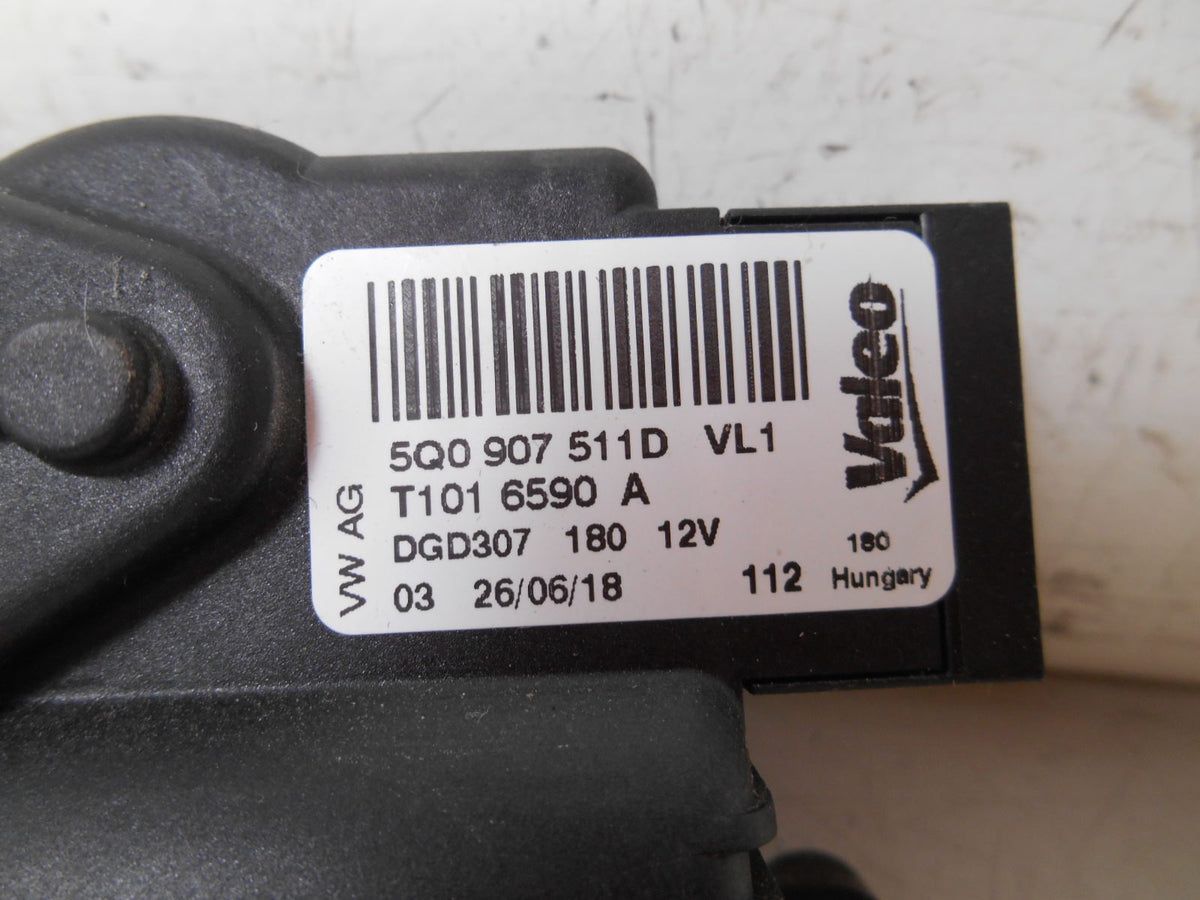 5Q0 907 511D VL1
T101 6590 A
DGD307 180 12V
03 26/06/18 112
VW AG
Valeo
180
Hungary